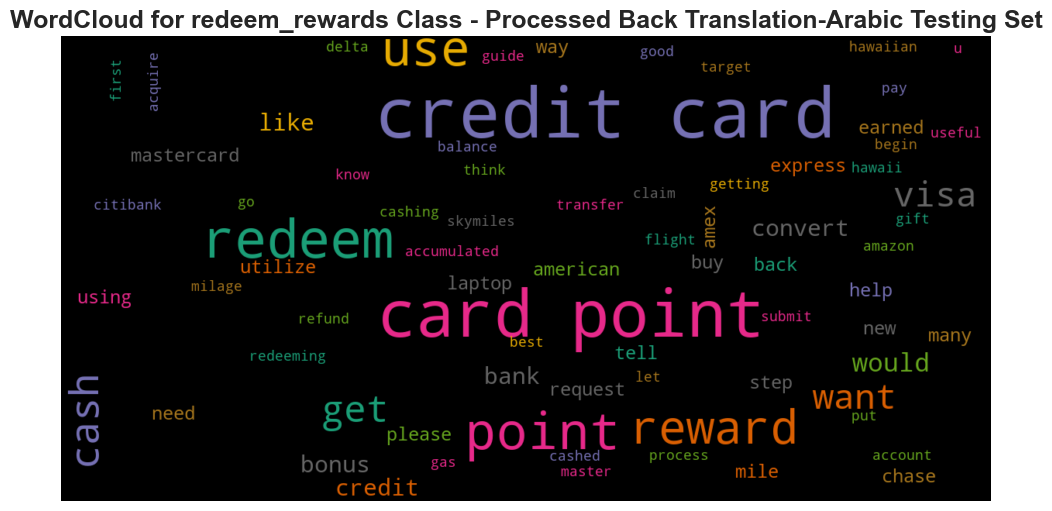 WordCloud for redeem_rewards Class - Processed Back Translation-Arabic Testing Set
delta
use
guide
way
good
hawaiian
u
first
acquire
target
pay
credit card
like
earned
useful
begin
mastercard
balance
know
think
express
hawaii
citibank
go
cashing
skymiles
claim
getting
transfer
visa
gift
redeem
accumulated
flight
amex
convert
amazon
utilize
american
buy
back
using
milage
laptop
help
refund
card point
submit
new
many
redeeming
best
tell
would
bank
request
let
step
want
cash
need
get
please
point
reward
put
bonus
gas
cashed
master
process
mile
account
chase
credit